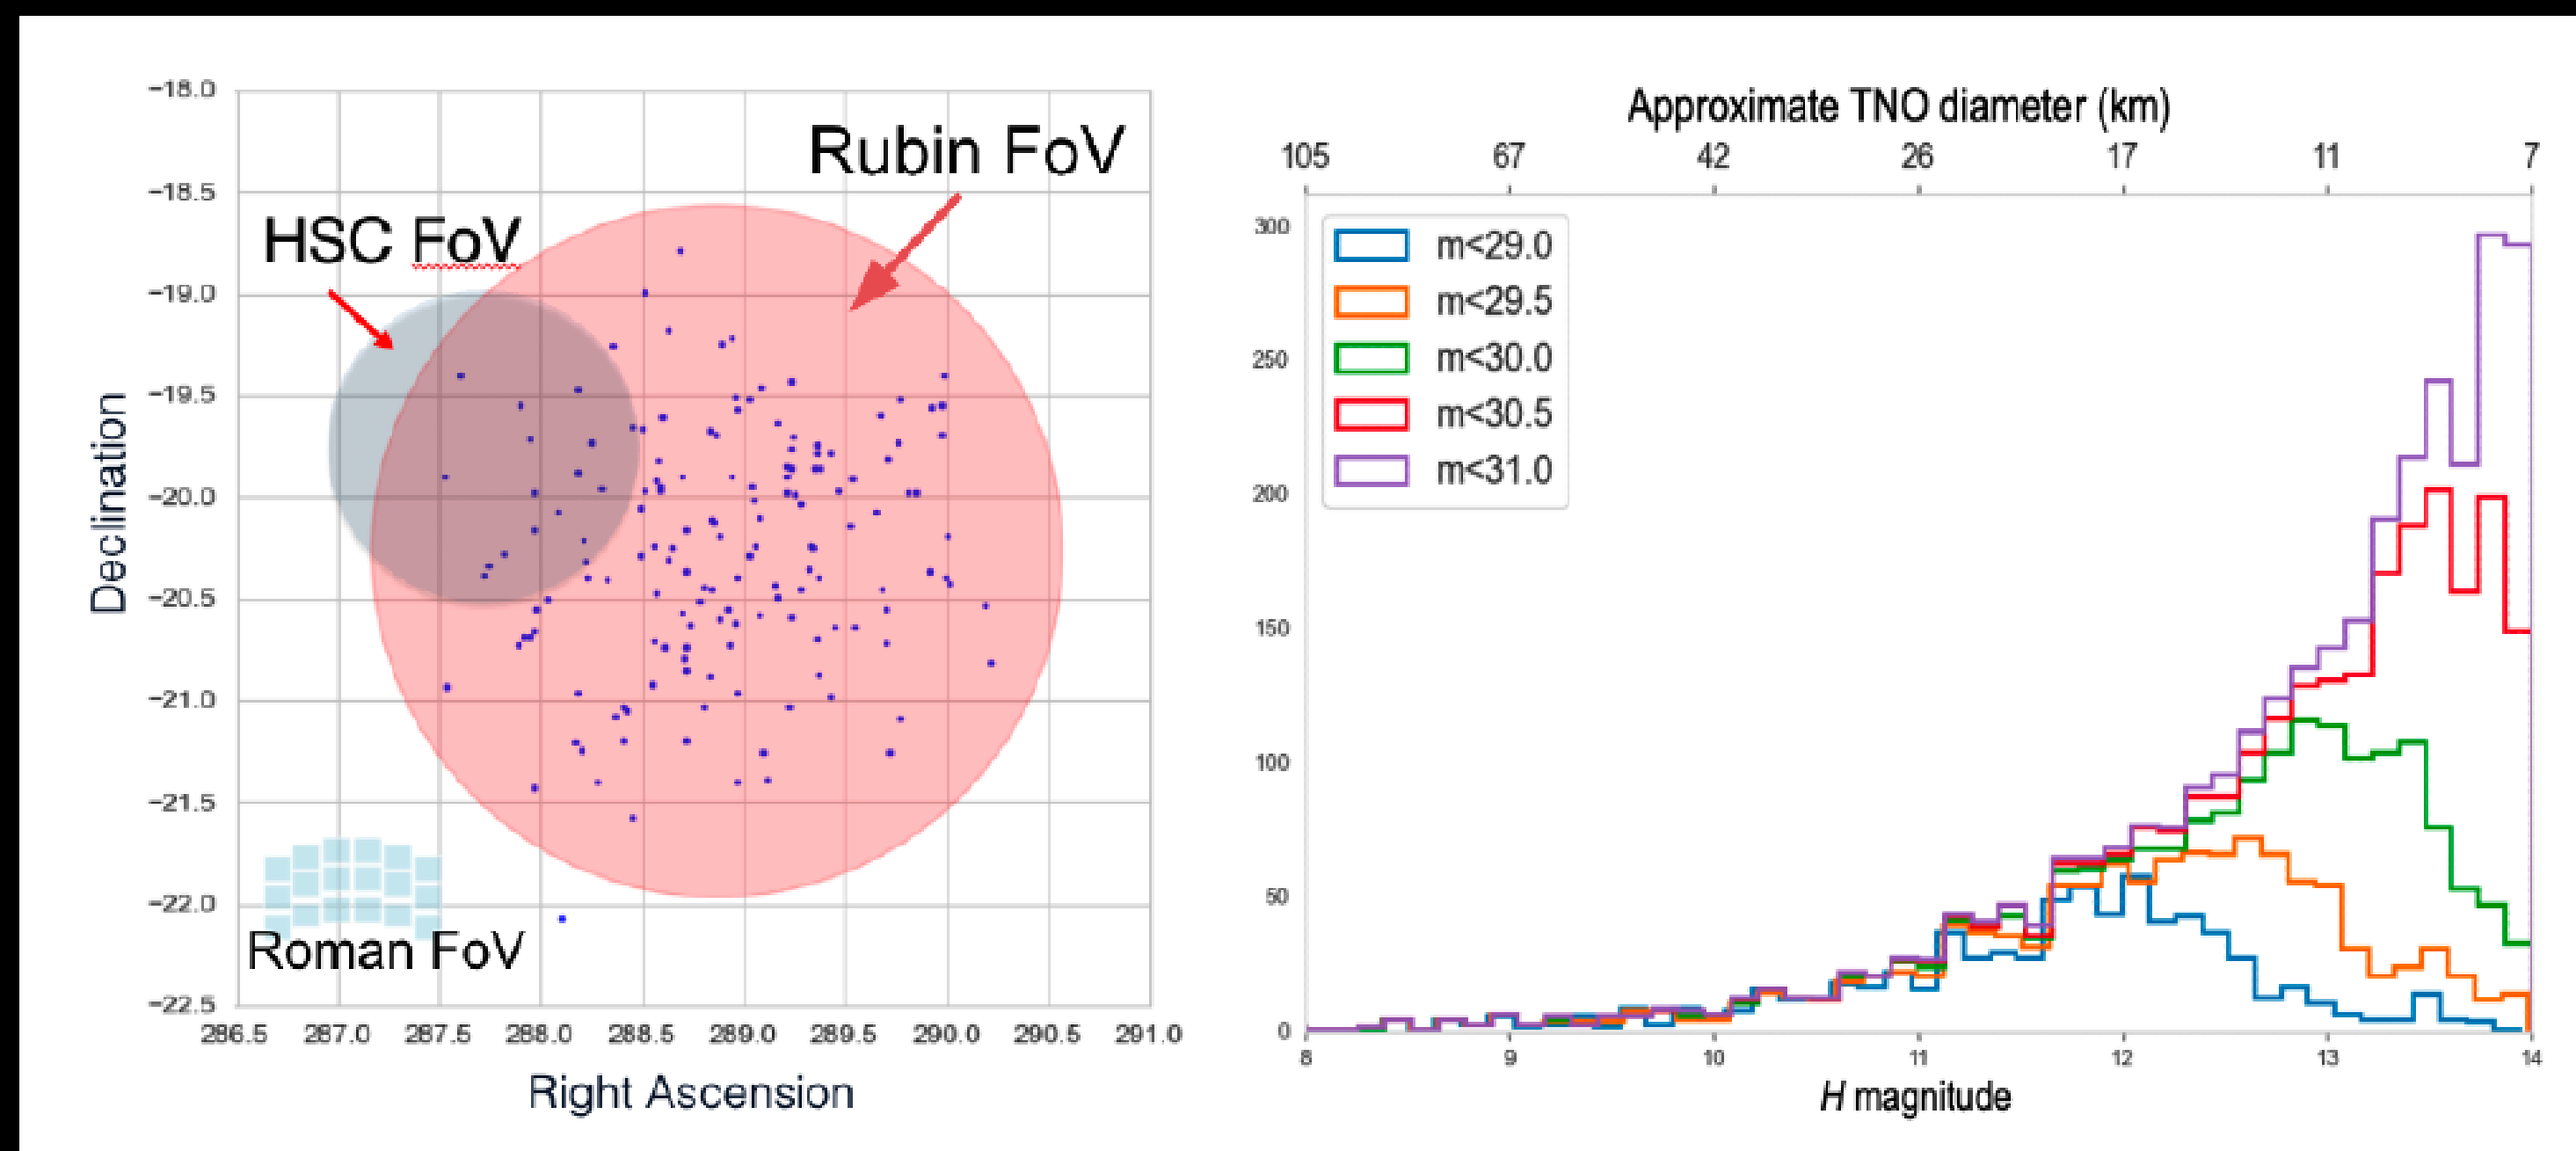 −18.0
−18.5
−19.0
−19.5
−20.0
−20.5
−21.0
−21.5
−22.0
−22.5
Declination
HSC FoV
Rubin FoV
Roman FoV
286.5 287.0 287.5 288.0 288.5 289.0 289.5 290.0 290.5 291.0
Right Ascension
Approximate TNO diameter (km)
105 67 42 26 17 11 7
300
250
200
150
100
50
0
m<29.0
m<29.5
m<30.0
m<30.5
m<31.0
8 9 10 11 12 13 14
H magnitude